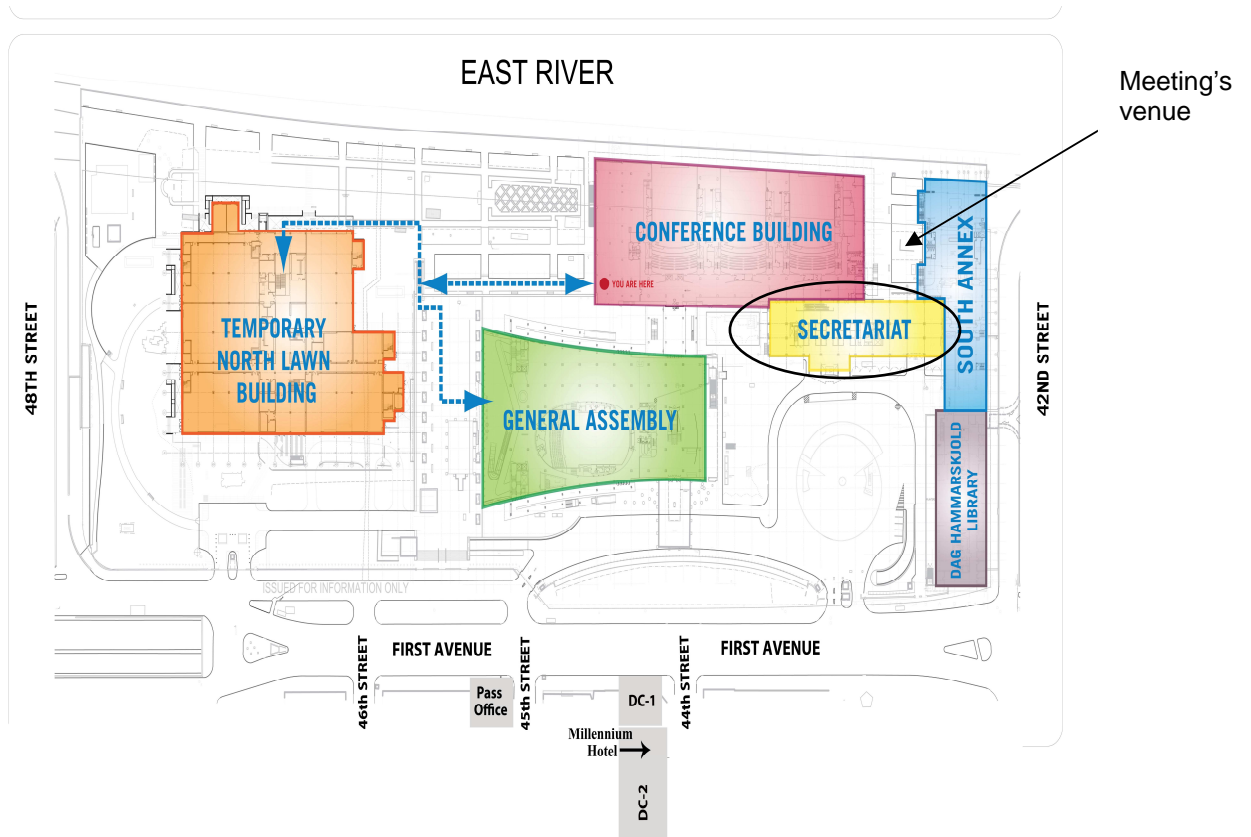 EAST RIVER
Meeting's
venue
CONFERENCE BUILDING
YOU ARE HERE
SOUTH ANNEX
SECRETARIAT
TEMPORARY
NORTH LAWN
BUILDING
48TH STREET
42ND STREET
GENERAL ASSEMBLY
DAG HAMMARSKJOLD
LIBRARY
ISSUED FOR INFORMATION ONLY
46th STREET
FIRST AVENUE
45th STREET
44th STREET
FIRST AVENUE
Pass
Office
DC-1
Millennium
Hotel
DC-2